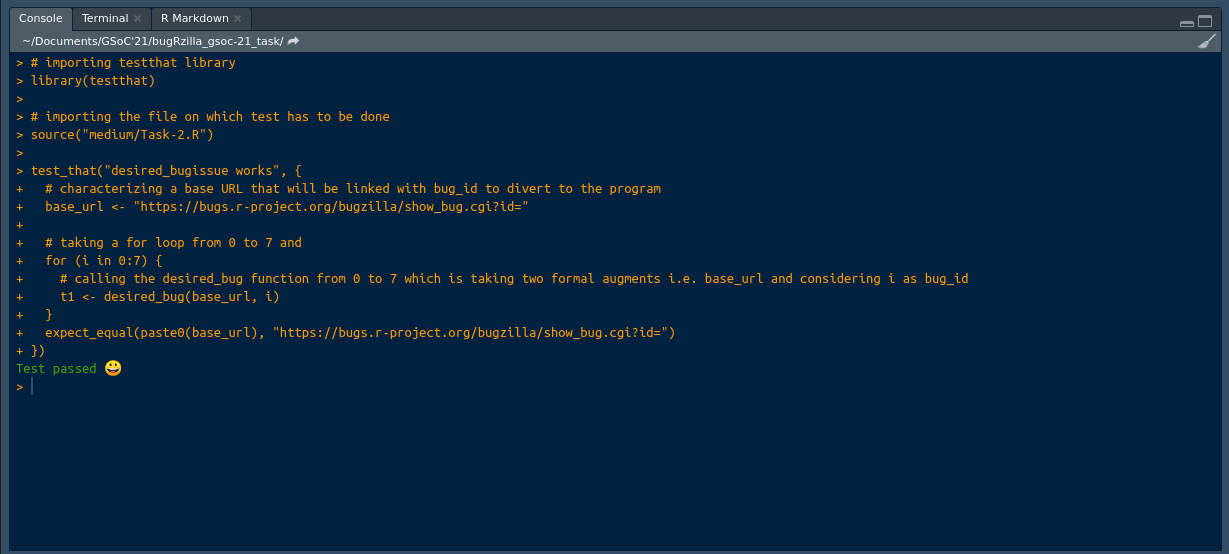 Console Terminal R Markdown
~/Documents/GSoC'21/bugRzilla_gsoc-21_task/
> # importing testthat library
> library(testthat)
>
> # importing the file on which test has to be done
> source("medium/Task-2.R")
>
> test_that("desired_bugissue works", {
+   # characterizing a base URL that will be linked with bug_id to divert to the program
+   base_url <- "https://bugs.r-project.org/bugzilla/show_bug.cgi?id="
+
+   # taking a for loop from 0 to 7 and
+   for (i in 0:7) {
+     # calling the desired_bug function from 0 to 7 which is taking two formal augments i.e. base_url and considering i as bug_id
+     t1 <- desired_bug(base_url, i)
+   }
+   expect_equal(paste0(base_url), "https://bugs.r-project.org/bugzilla/show_bug.cgi?id=")
+ })
Test passed 😀
>